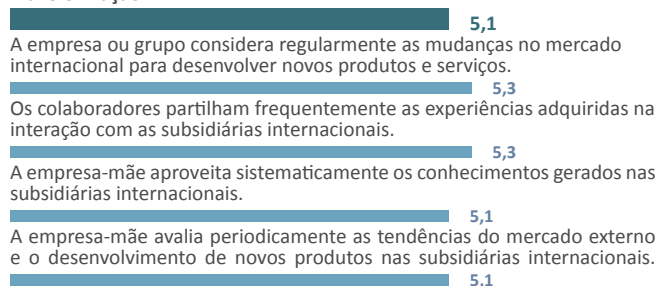 5,1
A empresa ou grupo considera regularmente as mudanças no mercado
internacional para desenvolver novos produtos e serviços.
5,3
Os colaboradores partilham frequentemente as experiências adquiridas na
interação com as subsidiárias internacionais.
5,3
A empresa-mãe aproveita sistematicamente os conhecimentos gerados nas
subsidiárias internacionais.
5,1
A empresa-mãe avalia periodicamente as tendências do mercado externo
e o desenvolvimento de novos produtos nas subsidiárias internacionais.
5,1